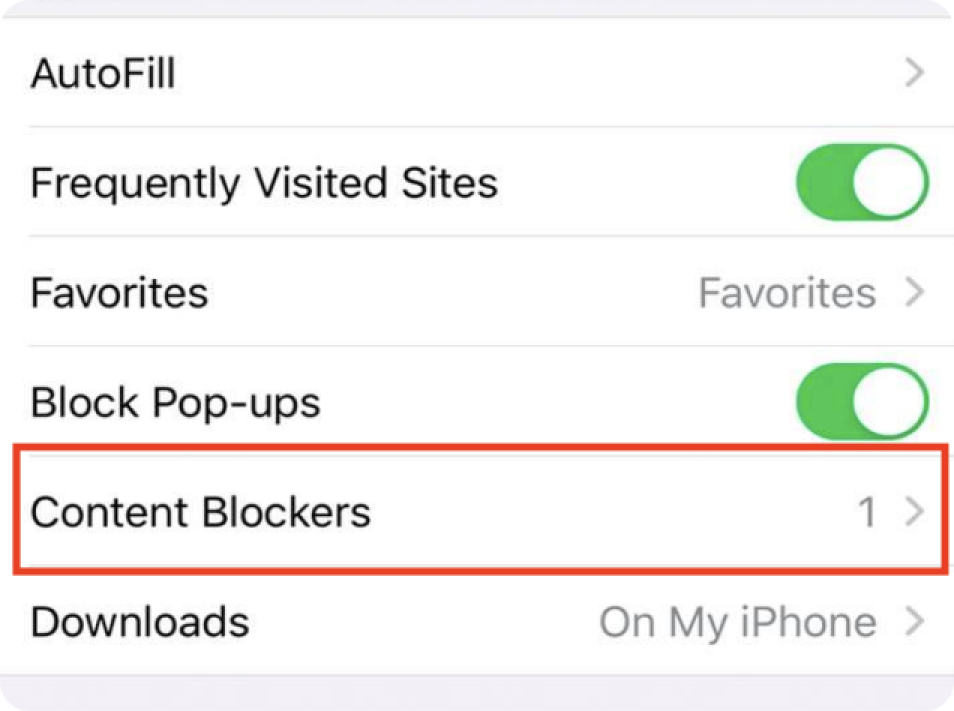 AutoFill
Frequently Visited Sites
Favorites Favorites
Block Pop-ups
Content Blockers 1
Downloads On My iPhone